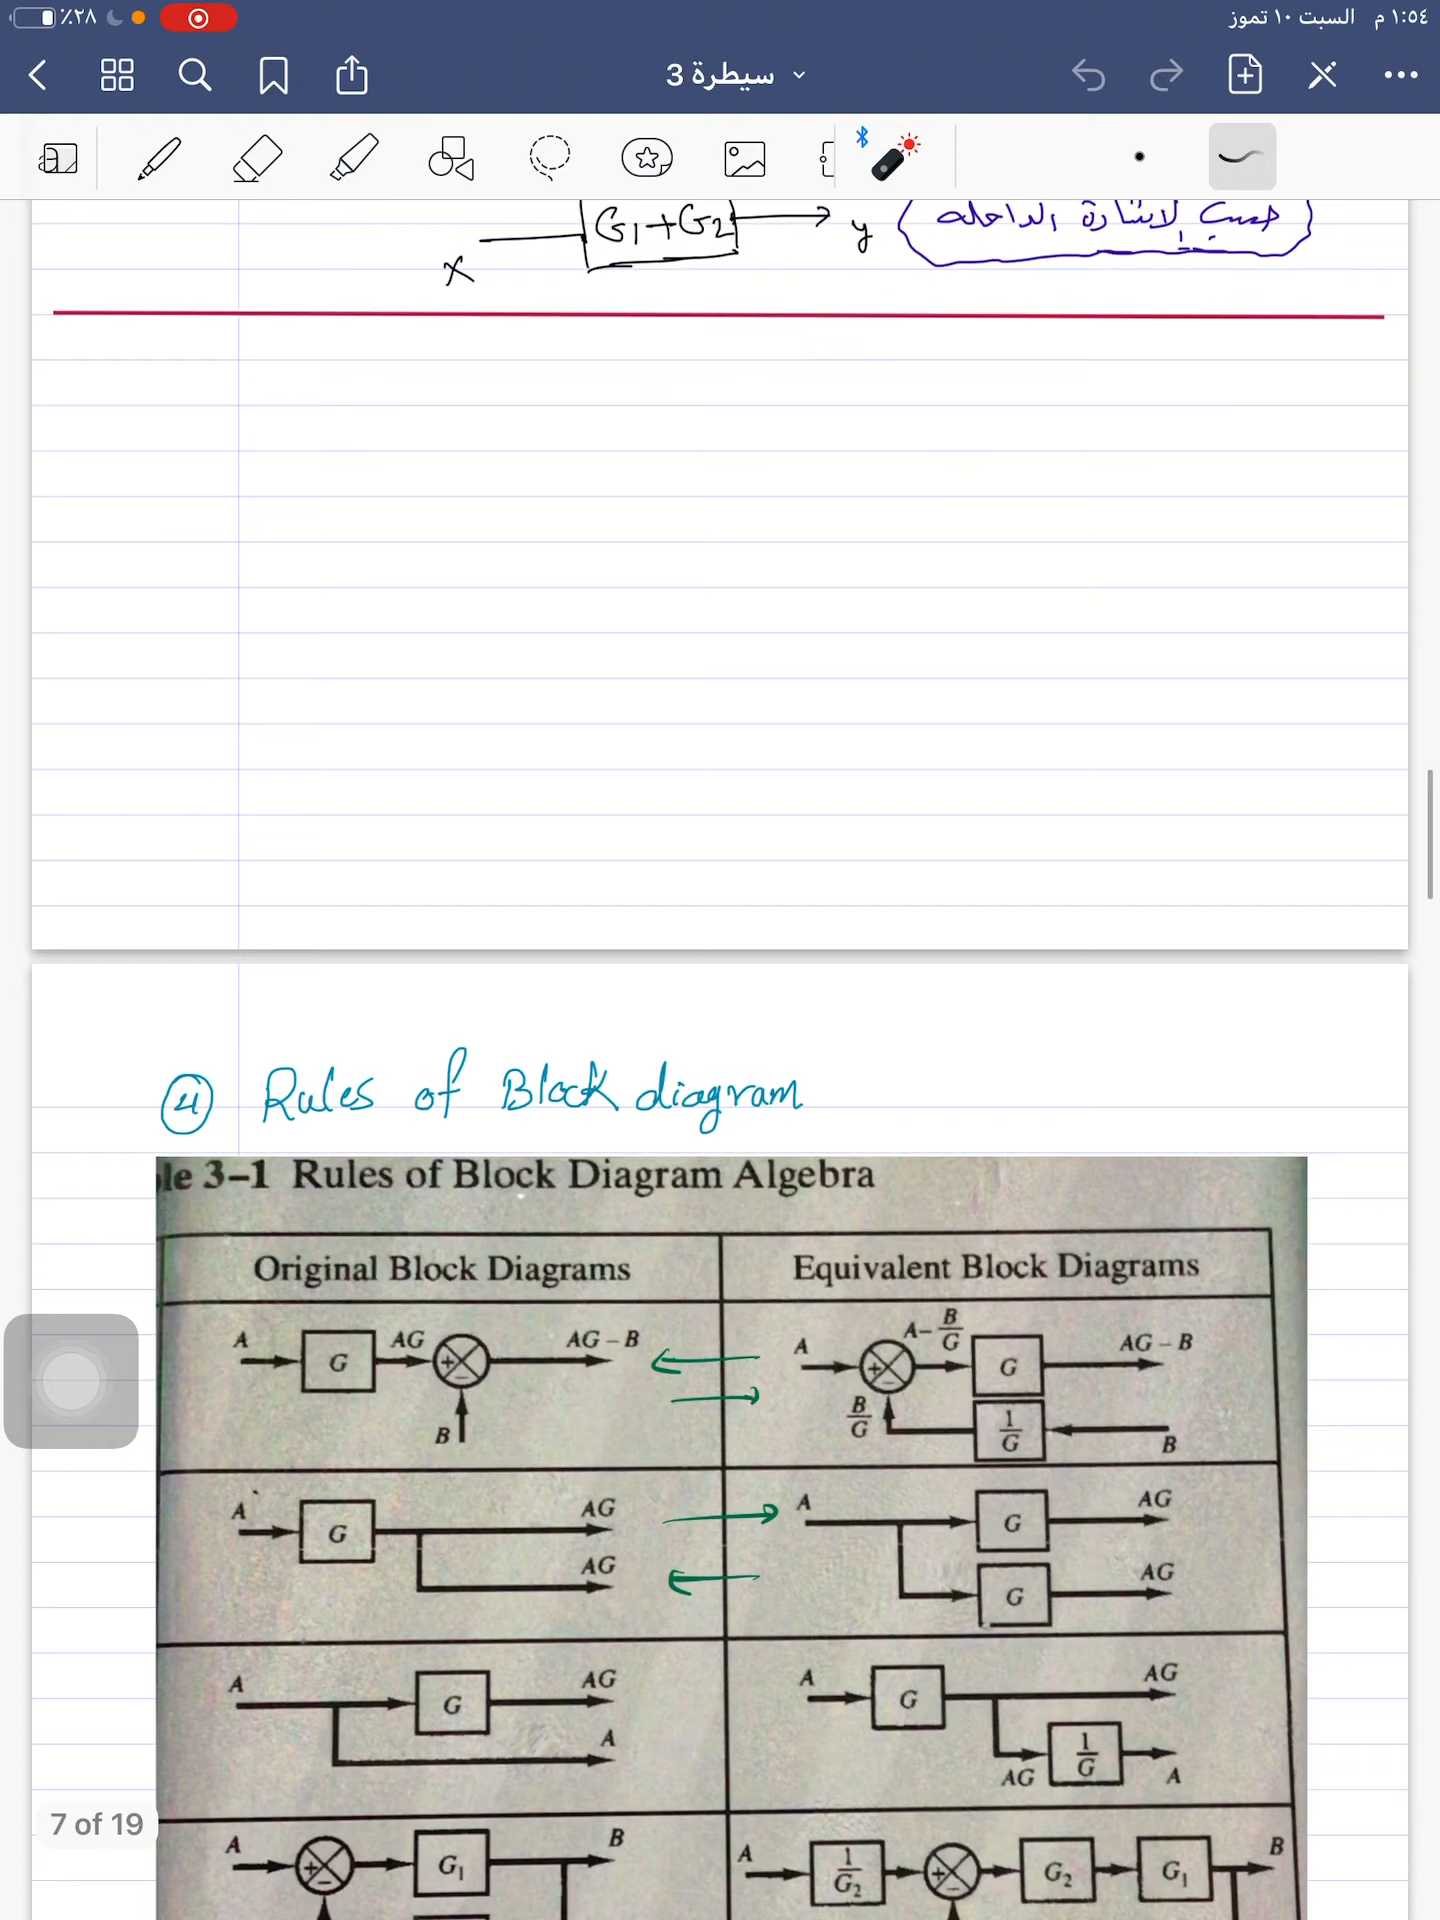 ٪٢٨
١:٥٤ م السبت ١٠ تموز
سيطرة 3
G1+G2
x
y
حسب الاشارة الداخلة
4 Rules of Block diagram
le 3–1 Rules of Block Diagram Algebra
Original Block Diagrams
Equivalent Block Diagrams
A G AG + − AG − B
B
A + − A− B/G G AG − B
B/G 1/G B
A G AG
AG
A G AG
G AG
A G AG
A
A G AG
AG 1/G A
A + − G1 B
A 1/G2 + − G2 G1 B
7 of 19